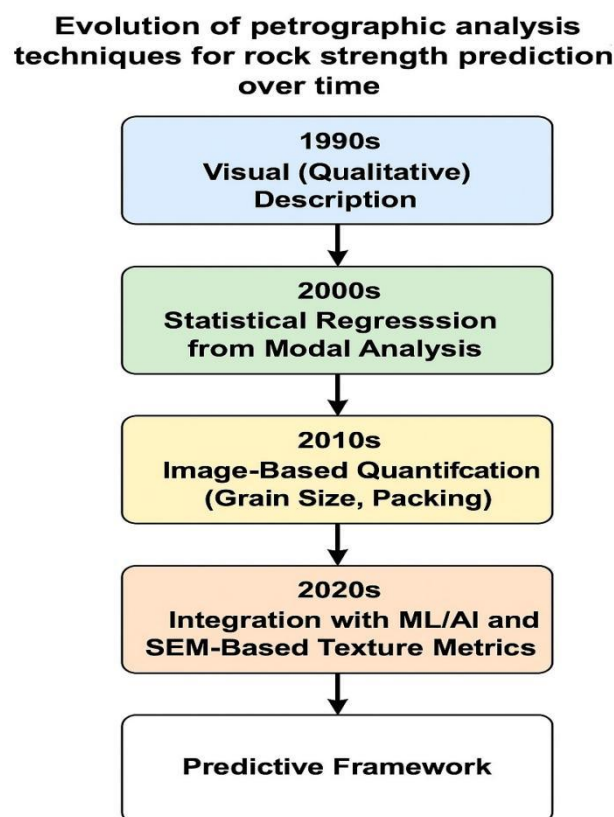 Evolution of petrographic analysis
techniques for rock strength prediction
over time
1990s
Visual (Qualitative)
Description
2000s
Statistical Regresssion
from Modal Analysis
2010s
Image-Based Quantifcation
(Grain Size, Packing)
2020s
Integration with ML/AI and
SEM-Based Texture Metrics
Predictive Framework